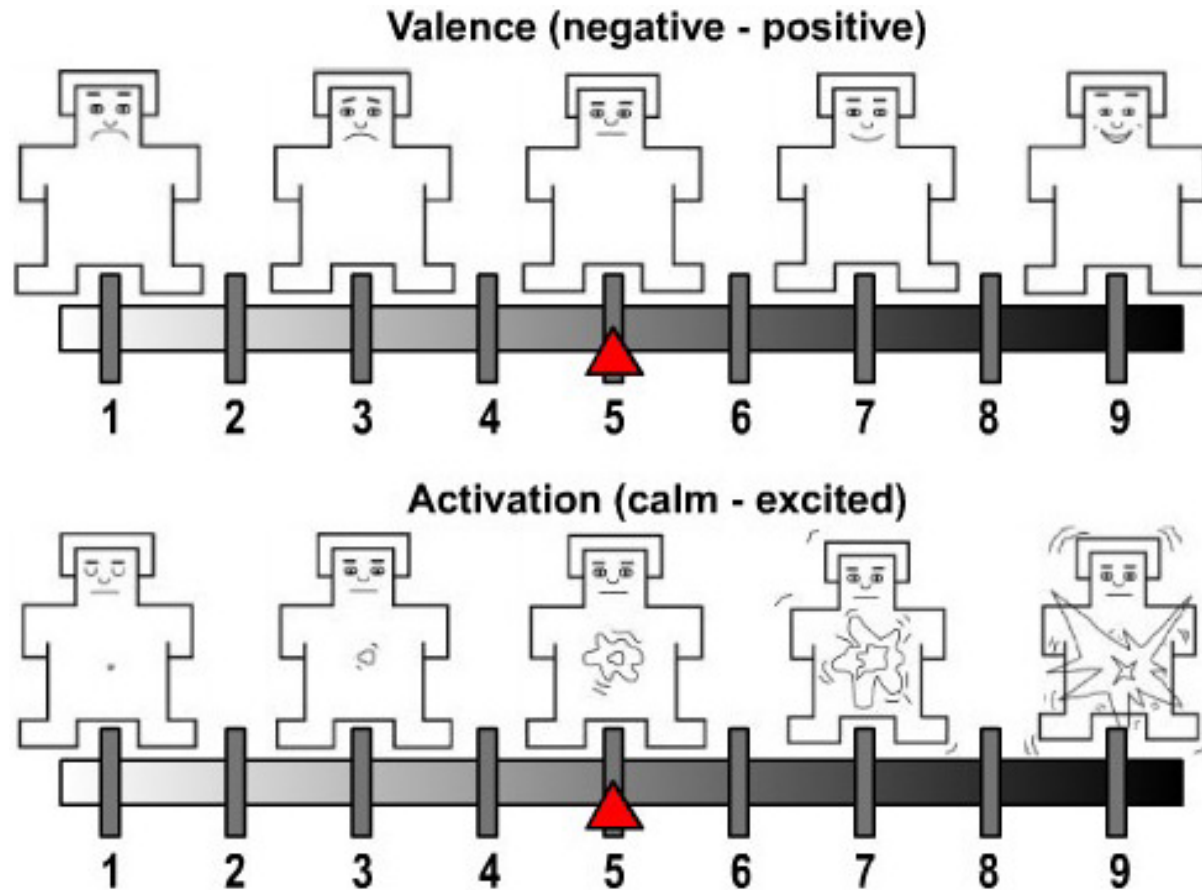 Valence (negative - positive)
1 2 3 4 5 6 7 8 9
Activation (calm - excited)
1 2 3 4 5 6 7 8 9